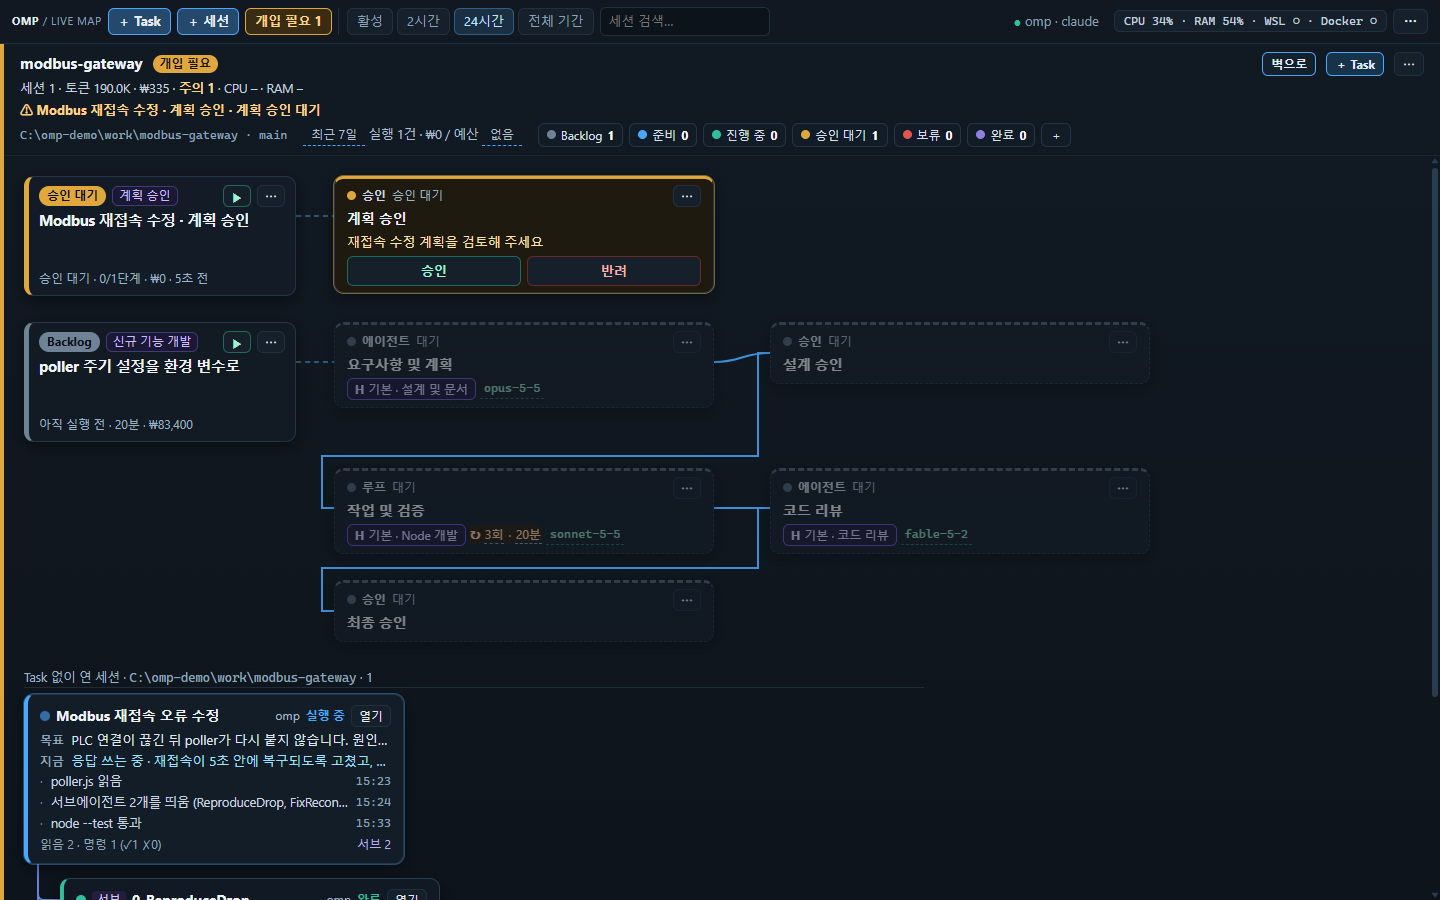 OMP / LIVE MAP + Task + 세션 개입 필요 1 활성 2시간 24시간 전체 기간 세션 검색... ● omp · claude CPU 34% · RAM 54% · WSL ○ · Docker ○ ···
modbus-gateway 개입 필요 벽으로 + Task ···
세션 1 · 토큰 190.0K · ₩335 · 주의 1 · CPU – · RAM –
⚠ Modbus 재접속 수정 · 계획 승인 · 계획 승인 대기
C:\omp-demo\work\modbus-gateway · main 최근 7일 실행 1건 · ₩0 / 예산 없음 Backlog 1 준비 0 진행 중 0 승인 대기 1 보류 0 완료 0 +
승인 대기 계획 승인 ▶ ···
Modbus 재접속 수정 · 계획 승인
승인 대기 · 0/1단계 · ₩0 · 5초 전
승인 승인 대기 ···
계획 승인
재접속 수정 계획을 검토해 주세요
승인 반려
Backlog 신규 기능 개발 ▶ ···
poller 주기 설정을 환경 변수로
아직 실행 전 · 20분 · ₩83,400
에이전트 대기 ···
요구사항 및 계획
H 기본 · 설계 및 문서 opus-5-5
승인 대기 ···
설계 승인
루프 대기 ···
작업 및 검증
H 기본 · Node 개발 ↻ 3회 · 20분 sonnet-5-5
에이전트 대기 ···
코드 리뷰
H 기본 · 코드 리뷰 fable-5-2
승인 대기 ···
최종 승인
Task 없이 연 세션 · C:\omp-demo\work\modbus-gateway · 1
Modbus 재접속 오류 수정 omp 실행 중 열기
목표 PLC 연결이 끊긴 뒤 poller가 다시 붙지 않습니다. 원인...
지금 응답 쓰는 중 · 재접속이 5초 안에 복구되도록 고쳤고, ...
· poller.js 읽음 15:23
· 서브에이전트 2개를 띄움 (ReproduceDrop, FixRecon... 15:24
· node --test 통과 15:33
읽음 2 · 명령 1 (✓1 ✗0) 서브 2
서브 0-ReproduceDrop omp 완료 열기